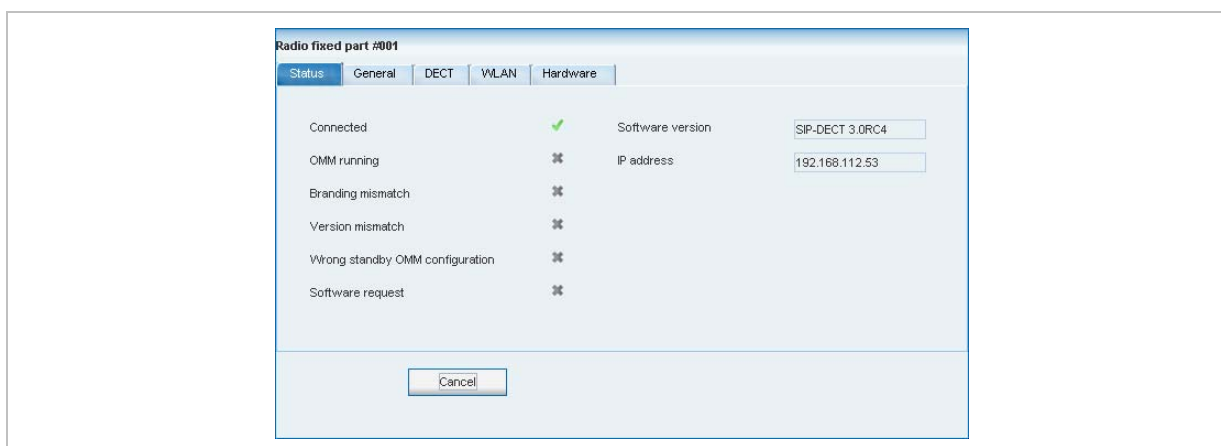 Radio fixed part #001
Status General DECT WLAN Hardware
Connected Software version SIP-DECT 3.0RC4
OMM running IP address 192.168.112.53
Branding mismatch
Version mismatch
Wrong standby OMM configuration
Software request
Cancel